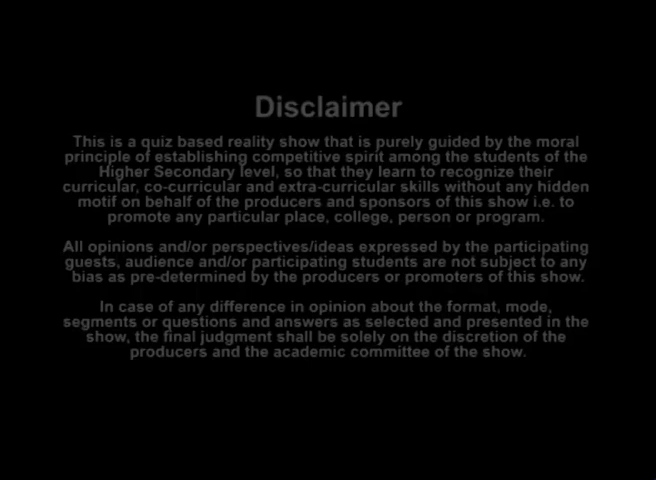 Disclaimer
This is a quiz based reality show that is purely guided by the moral
principle of establishing competitive spirit among the students of the
Higher Secondary level, so that they learn to recognize their
curricular, co-curricular and extra-curricular skills without any hidden
motif on behalf of the producers and sponsors of this show i.e. to
promote any particular place, college, person or program.
All opinions and/or perspectives/ideas expressed by the participating
guests, audience and/or participating students are not subject to any
bias as pre-determined by the producers or promoters of this show.
In case of any difference in opinion about the format, mode,
segments or questions and answers as selected and presented in the
show, the final judgment shall be solely on the discretion of the
producers and the academic committee of the show.